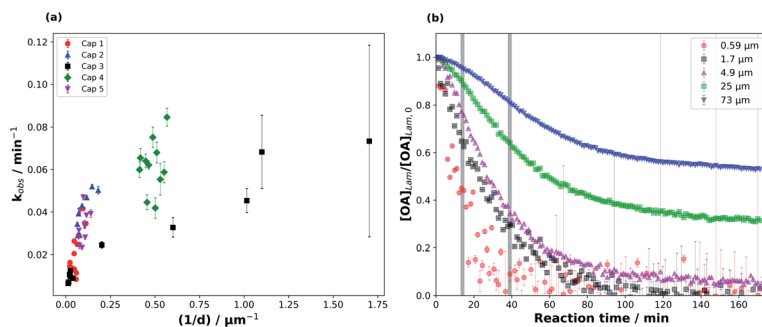 (a)
0.12
0.10
0.08
0.06
0.04
0.02
k_obs / min⁻¹
Cap 1
Cap 2
Cap 3
Cap 4
Cap 5
0.00 0.25 0.50 0.75 1.00 1.25 1.50 1.75
(1/d) / μm⁻¹
(b)
1.0
0.8
0.6
0.4
0.2
0.0
[OA]_Lam/[OA]_Lam,0
0.59 μm
1.7 μm
4.9 μm
25 μm
73 μm
0 20 40 60 80 100 120 140 160
Reaction time / min